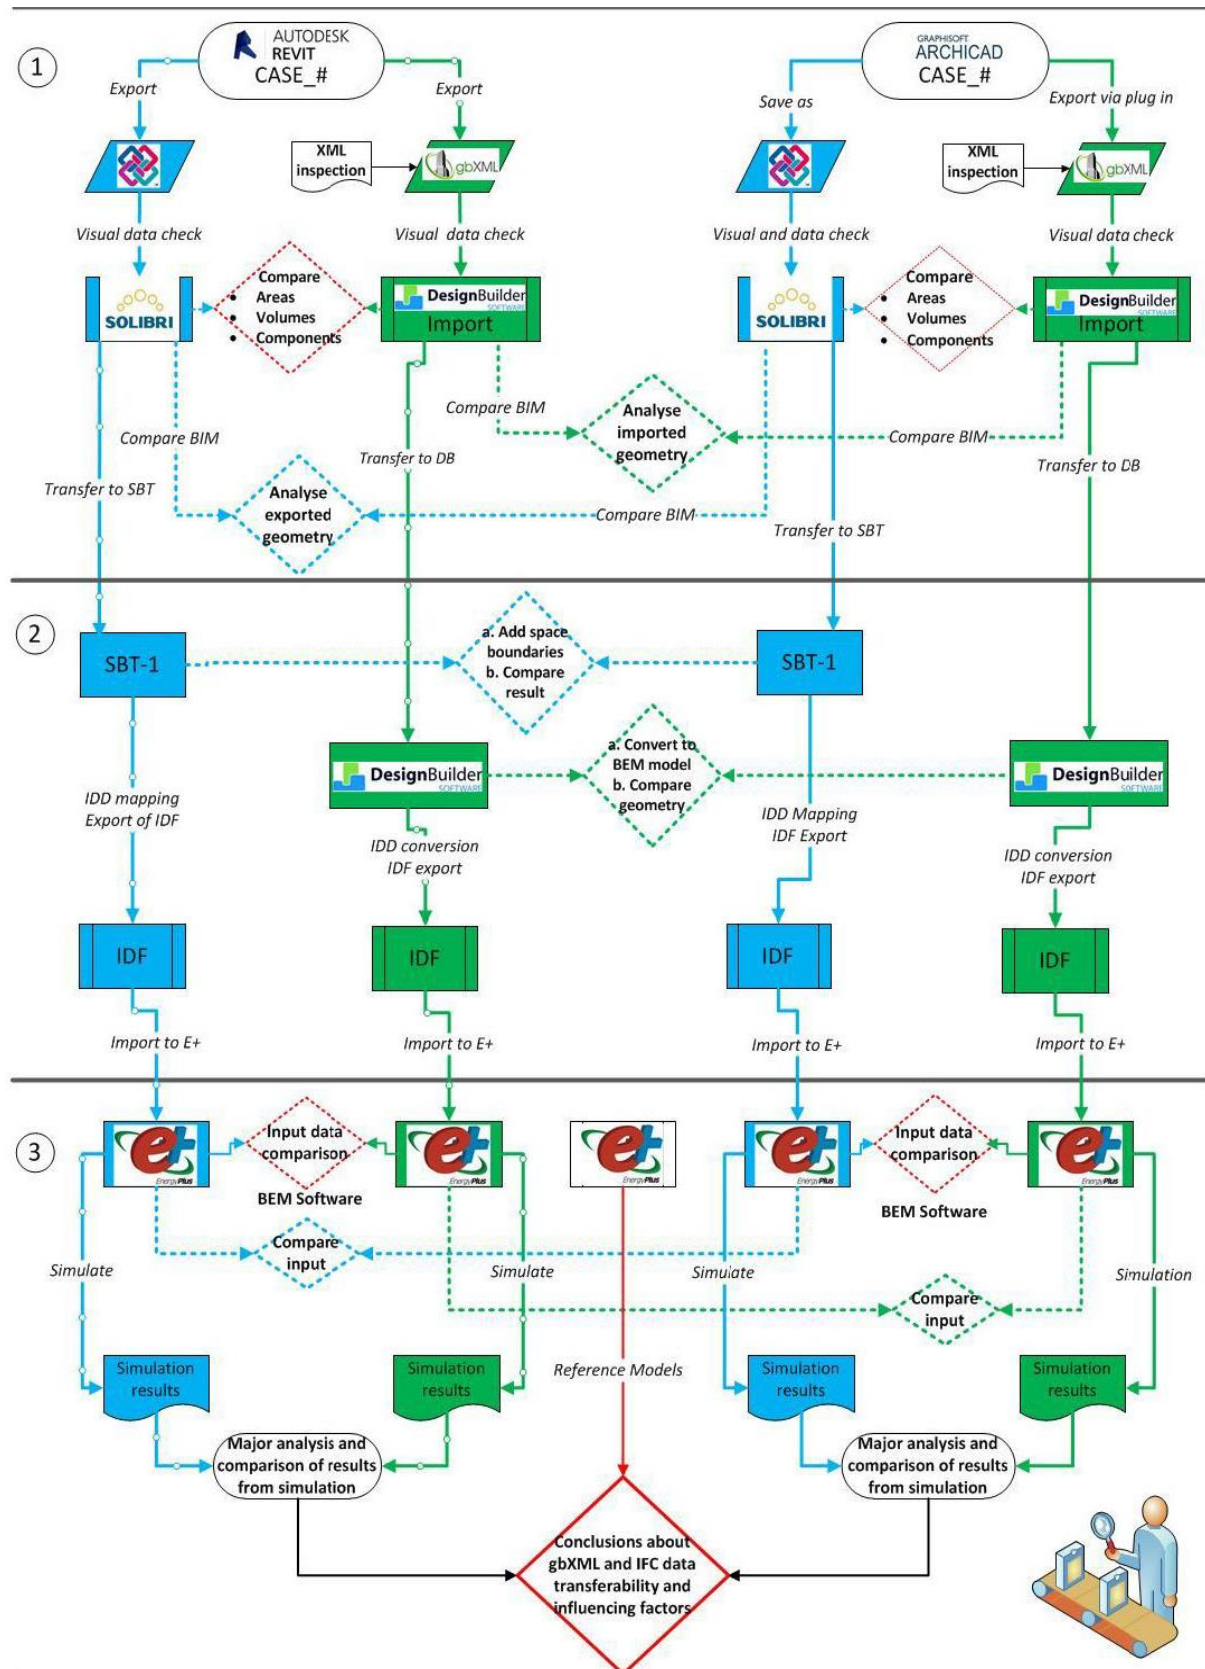 1
AUTODESK
REVIT
CASE_#
GRAPHISOFT
ARCHICAD
CASE_#
Export
Export
Save as
Export via plug in
XML
inspection
gbXML
XML
inspection
gbXML
Visual data check
Visual data check
Visual and data check
Visual data check
SOLIBRI
Compare
• Areas
• Volumes
• Components
DesignBuilder
SOFTWARE
Import
SOLIBRI
Compare
• Areas
• Volumes
• Components
DesignBuilder
SOFTWARE
Import
Compare BIM
Compare BIM
Analyse
imported
geometry
Compare BIM
Transfer to DB
Transfer to DB
Transfer to SBT
Analyse
exported
geometry
Compare BIM
Transfer to SBT
2
SBT-1
a. Add space
boundaries
b. Compare
result
SBT-1
DesignBuilder
SOFTWARE
a. Convert to
BEM model
b. Compare
geometry
DesignBuilder
SOFTWARE
IDD mapping
Export of IDF
IDD conversion
IDF export
IDD Mapping
IDF Export
IDD conversion
IDF export
IDF
IDF
IDF
IDF
Import to E+
Import to E+
Import to E+
Import to E+
3
e+
EnergyPlus
Input data
comparison
e+
EnergyPlus
e+
EnergyPlus
e+
EnergyPlus
Input data
comparison
e+
EnergyPlus
BEM Software
BEM Software
Compare
input
Simulate
Simulate
Simulate
Simulation
Compare
input
Simulation
results
Simulation
results
Reference Models
Simulation
results
Simulation
results
Major analysis and
comparison of results
from simulation
Major analysis and
comparison of results
from simulation
Conclusions about
gbXML and IFC data
transferability and
influencing factors